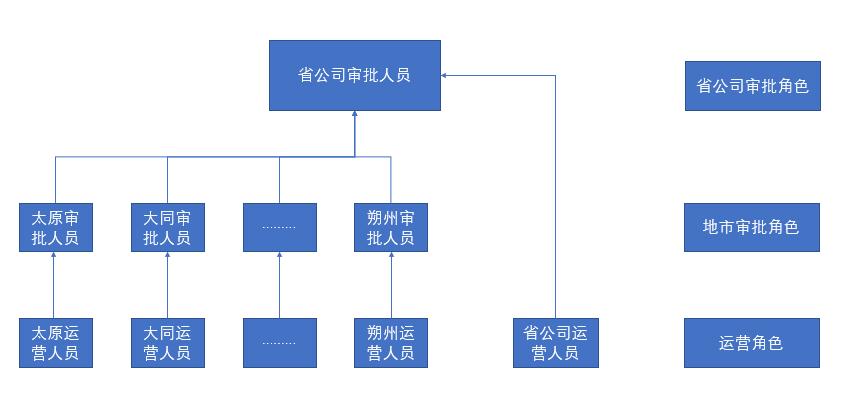 省公司审批人员
省公司审批角色
太原审
批人员
大同审
批人员
………
朔州审
批人员
地市审批角色
太原运
营人员
大同运
营人员
………
朔州运
营人员
省公司运
营人员
运营角色